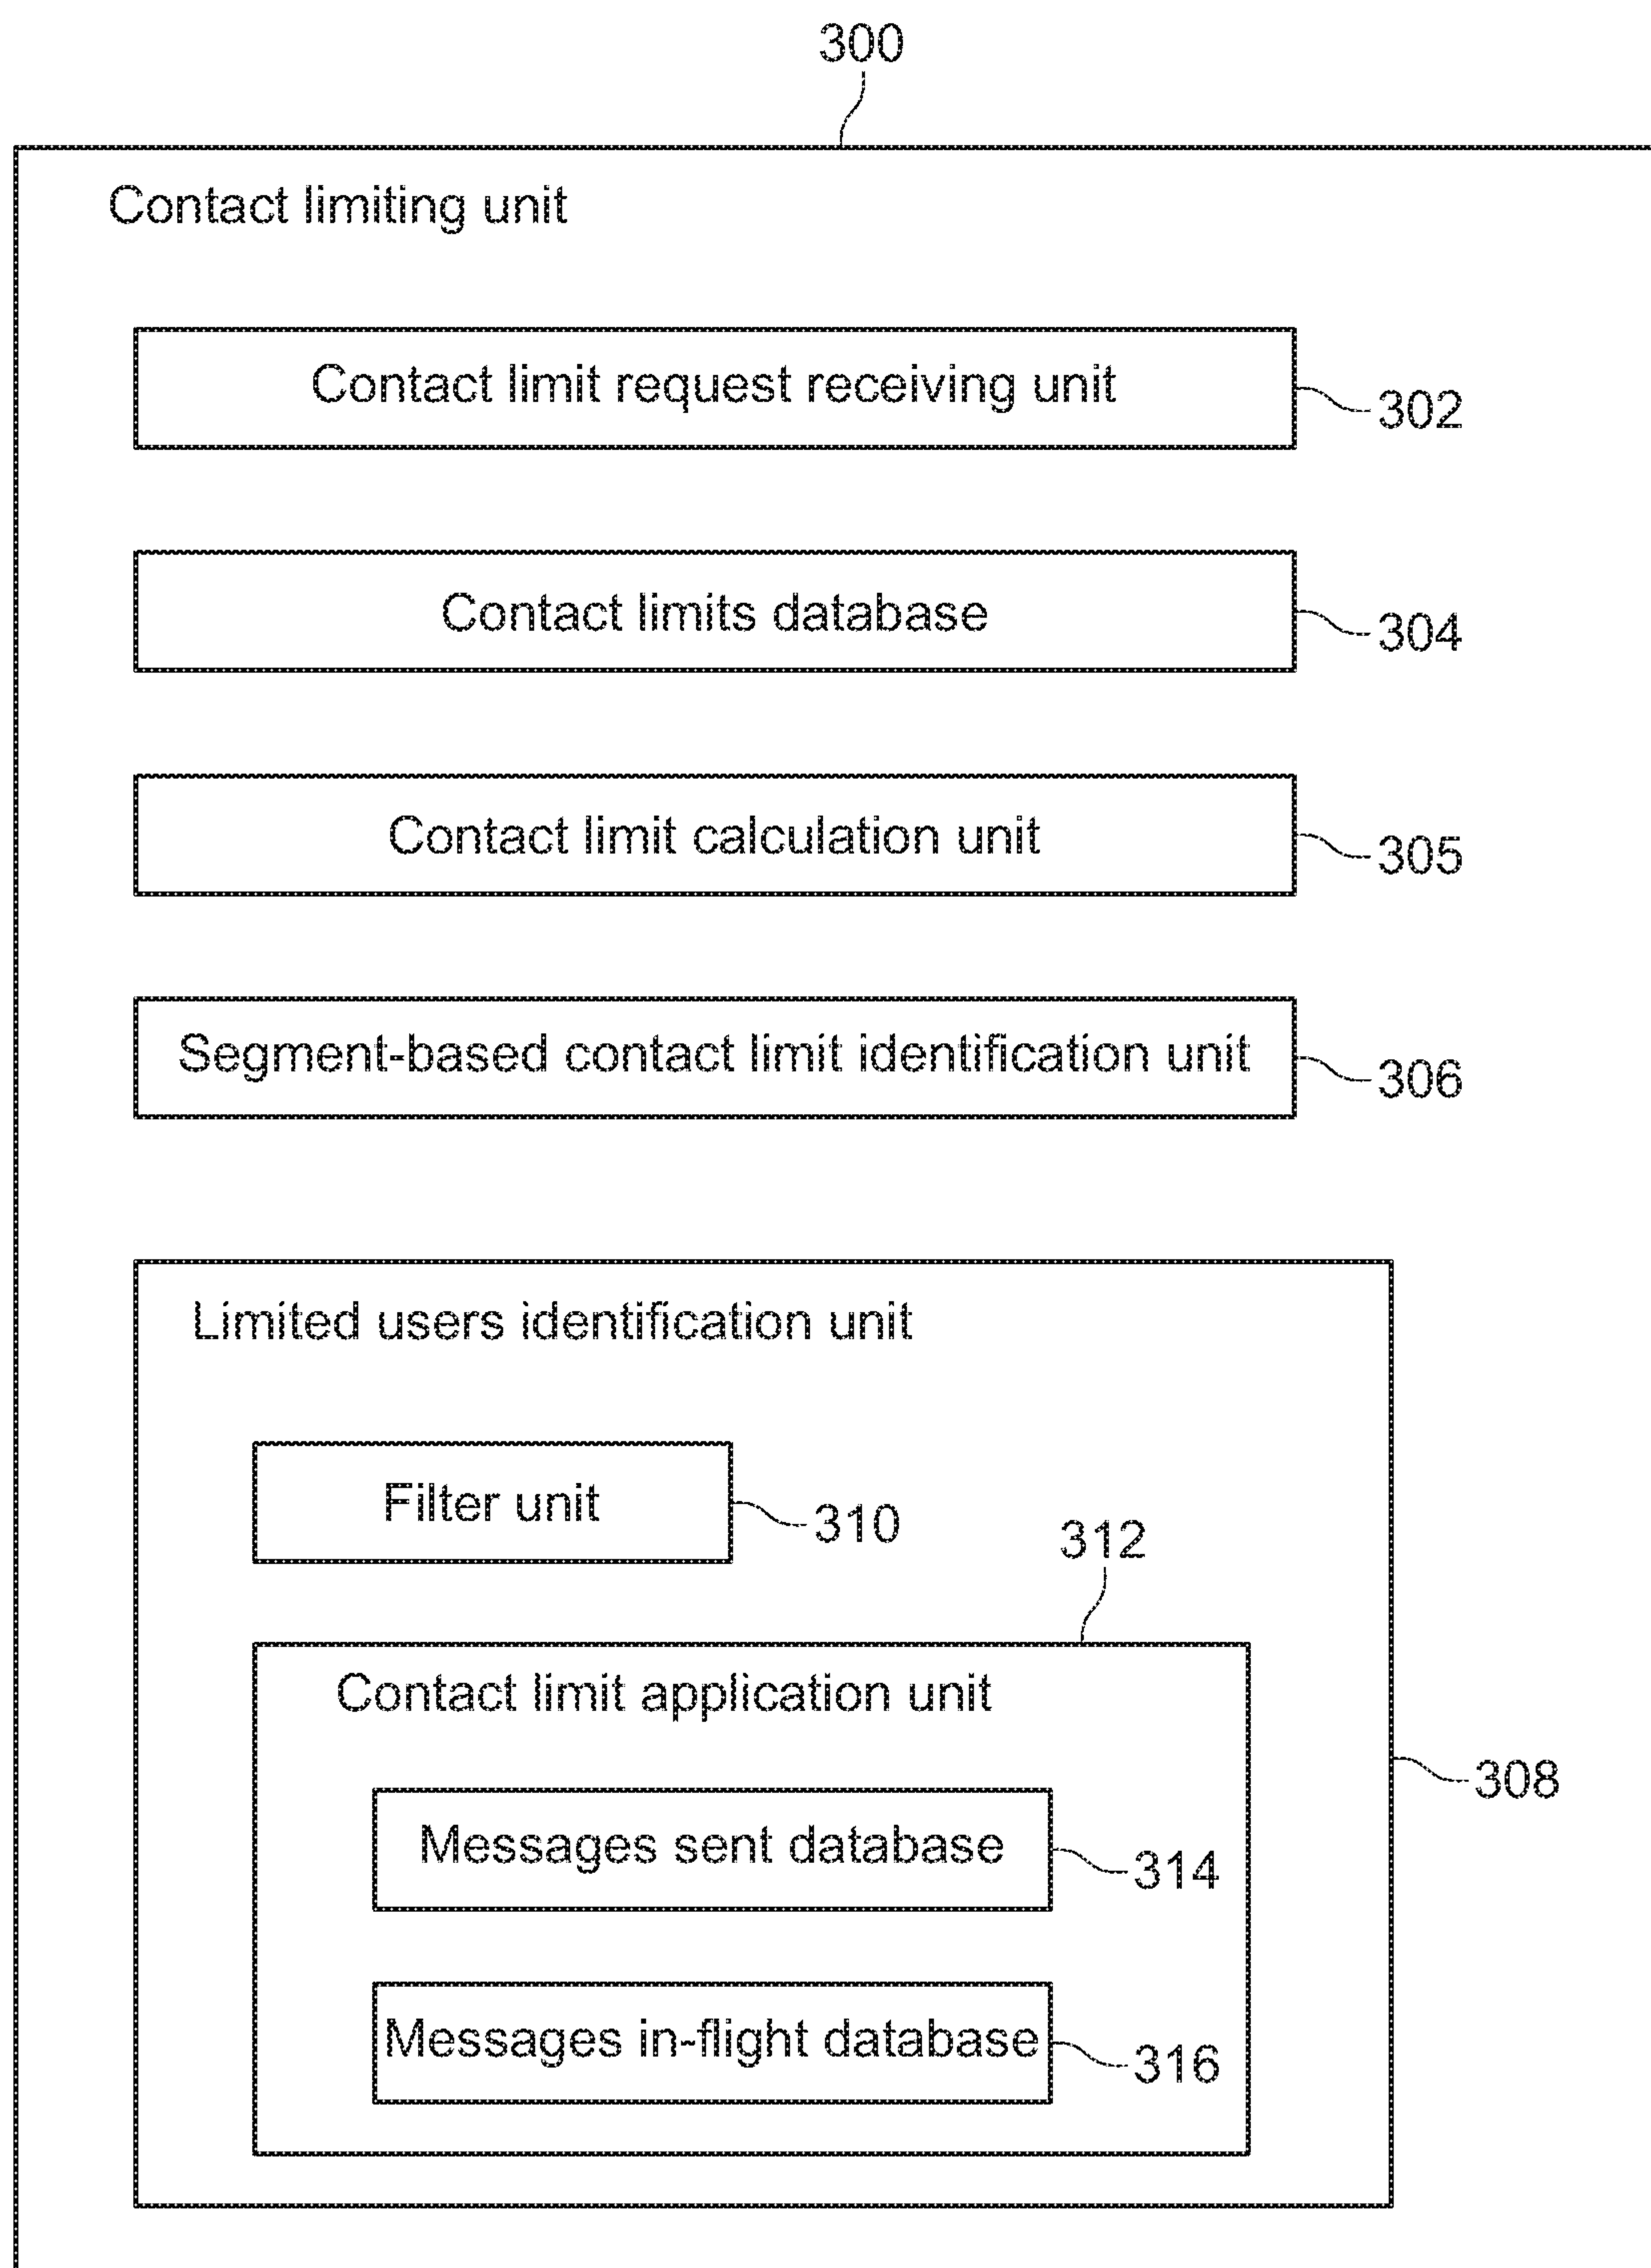 300
Contact limiting unit
Contact limit request receiving unit
302
Contact limits database
304
Contact limit calculation unit
305
Segment-based contact limit identification unit
306
Limited users identification unit
Filter unit
310
312
Contact limit application unit
308
Messages sent database
314
Messages in-flight database
316